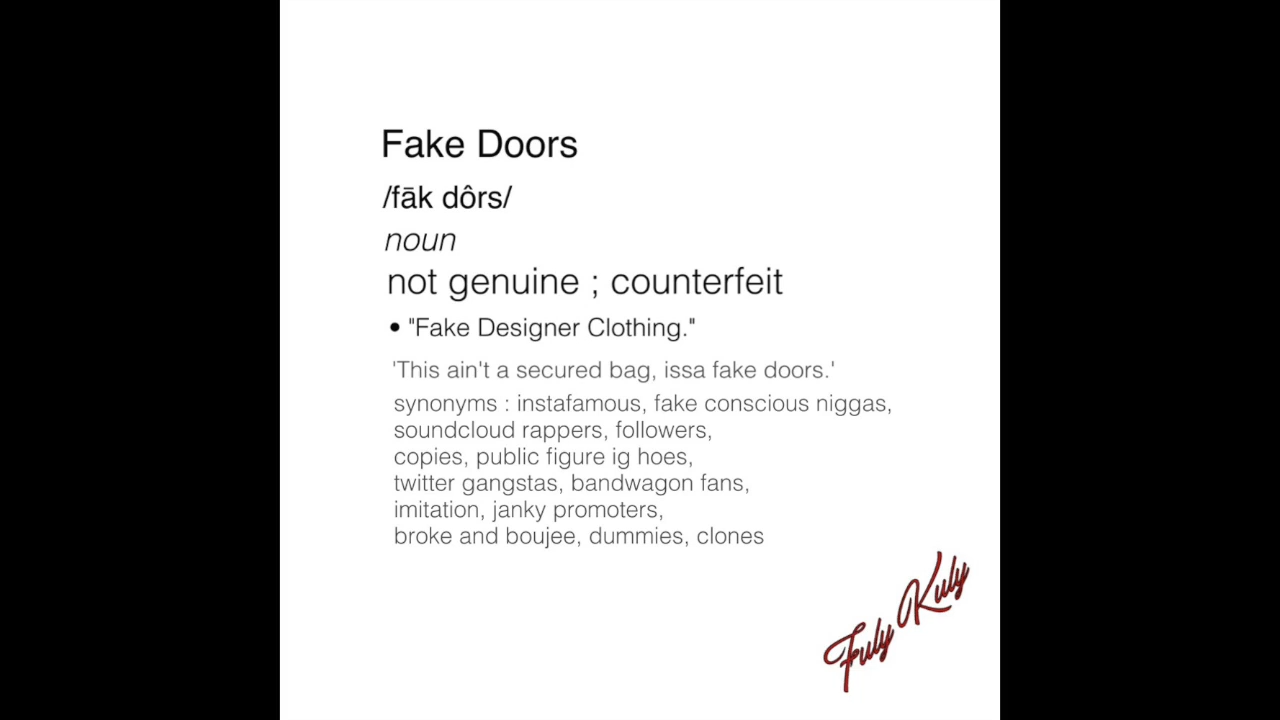 Fake Doors
/fāk dôrs/
noun
not genuine ; counterfeit
• "Fake Designer Clothing."
'This ain't a secured bag, issa fake doors.'
synonyms : instafamous, fake conscious niggas,
soundcloud rappers, followers,
copies, public figure ig hoes,
twitter gangstas, bandwagon fans,
imitation, janky promoters,
broke and boujee, dummies, clones
Fuly Kuly